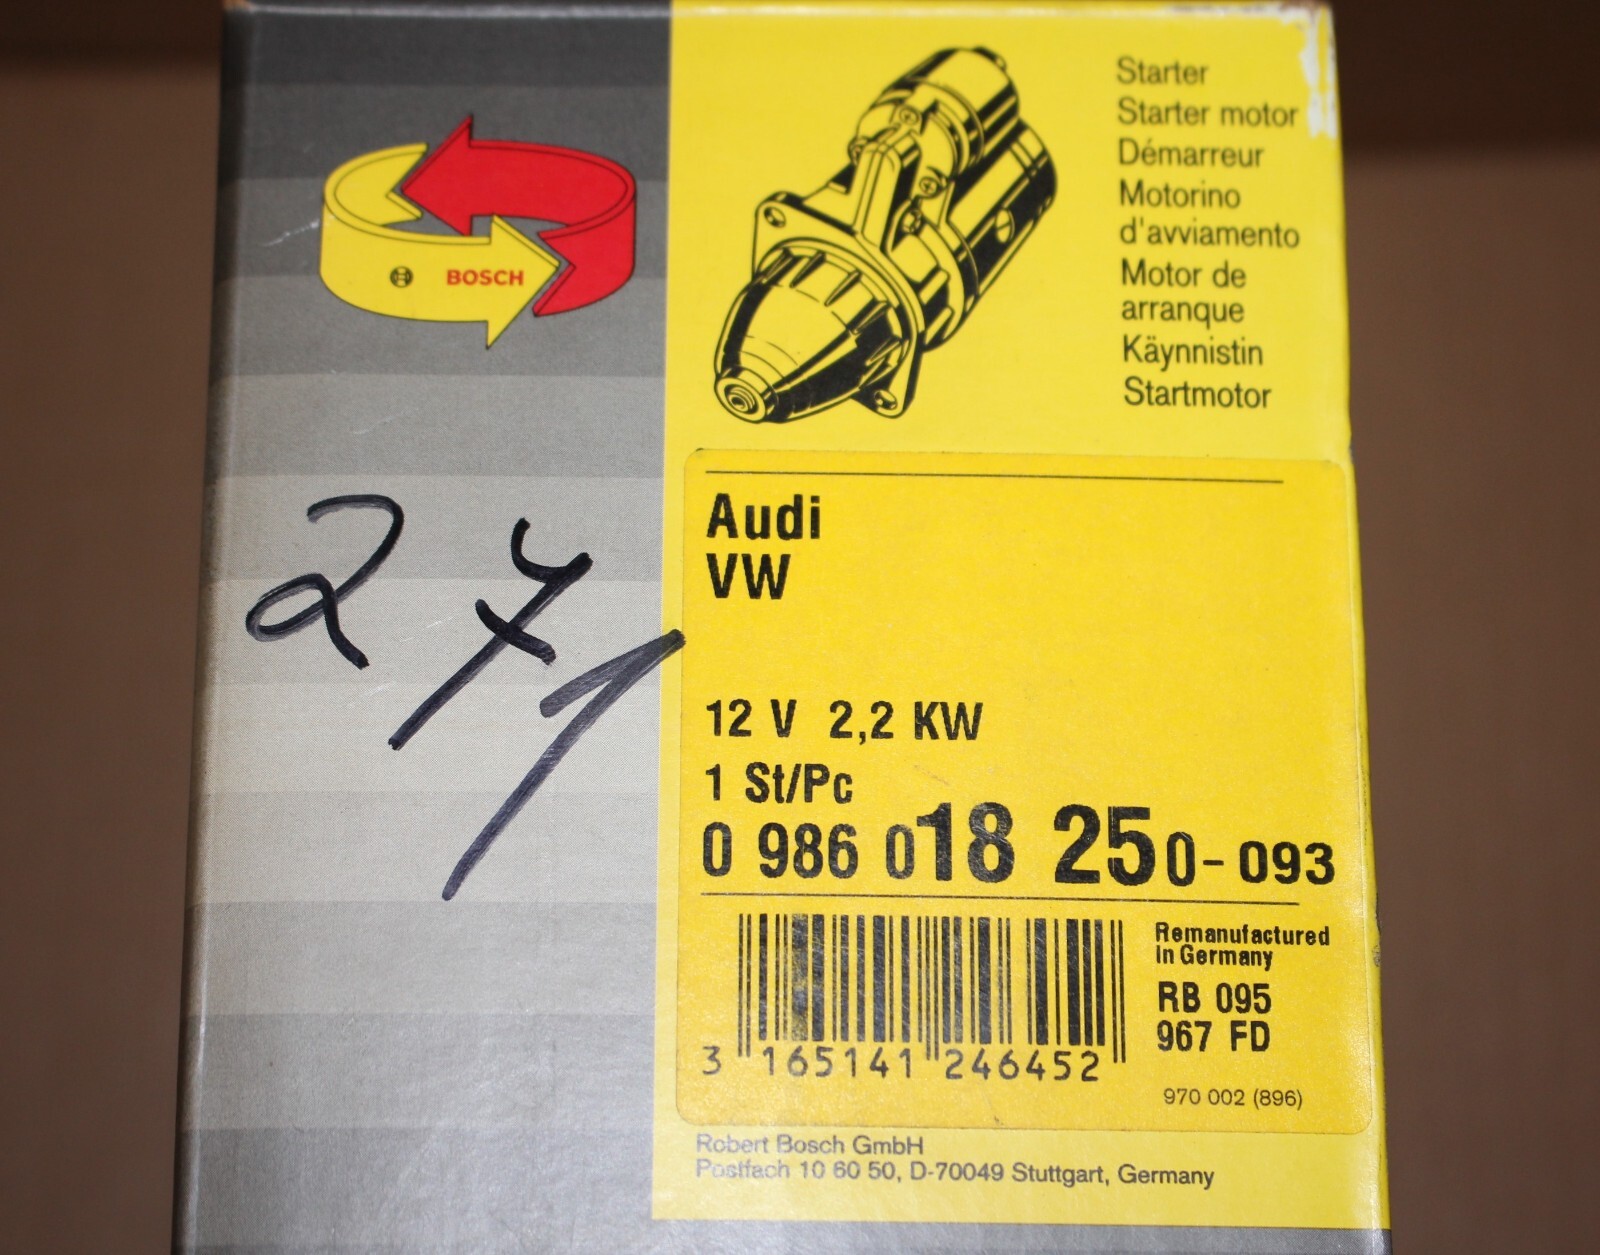 Starter
Starter motor
Démarreur
Motorino
d'avviamento
Motor de
arranque
Käynnistin
Startmotor
BOSCH
271
Audi
VW
12 V 2,2 KW
1 St/Pc
0 986 018 250-093
Remanufactured
in Germany
RB 095
967 FD
3 165141 246452
970 002 (896)
Robert Bosch GmbH
Postfach 10 60 50, D-70049 Stuttgart, Germany